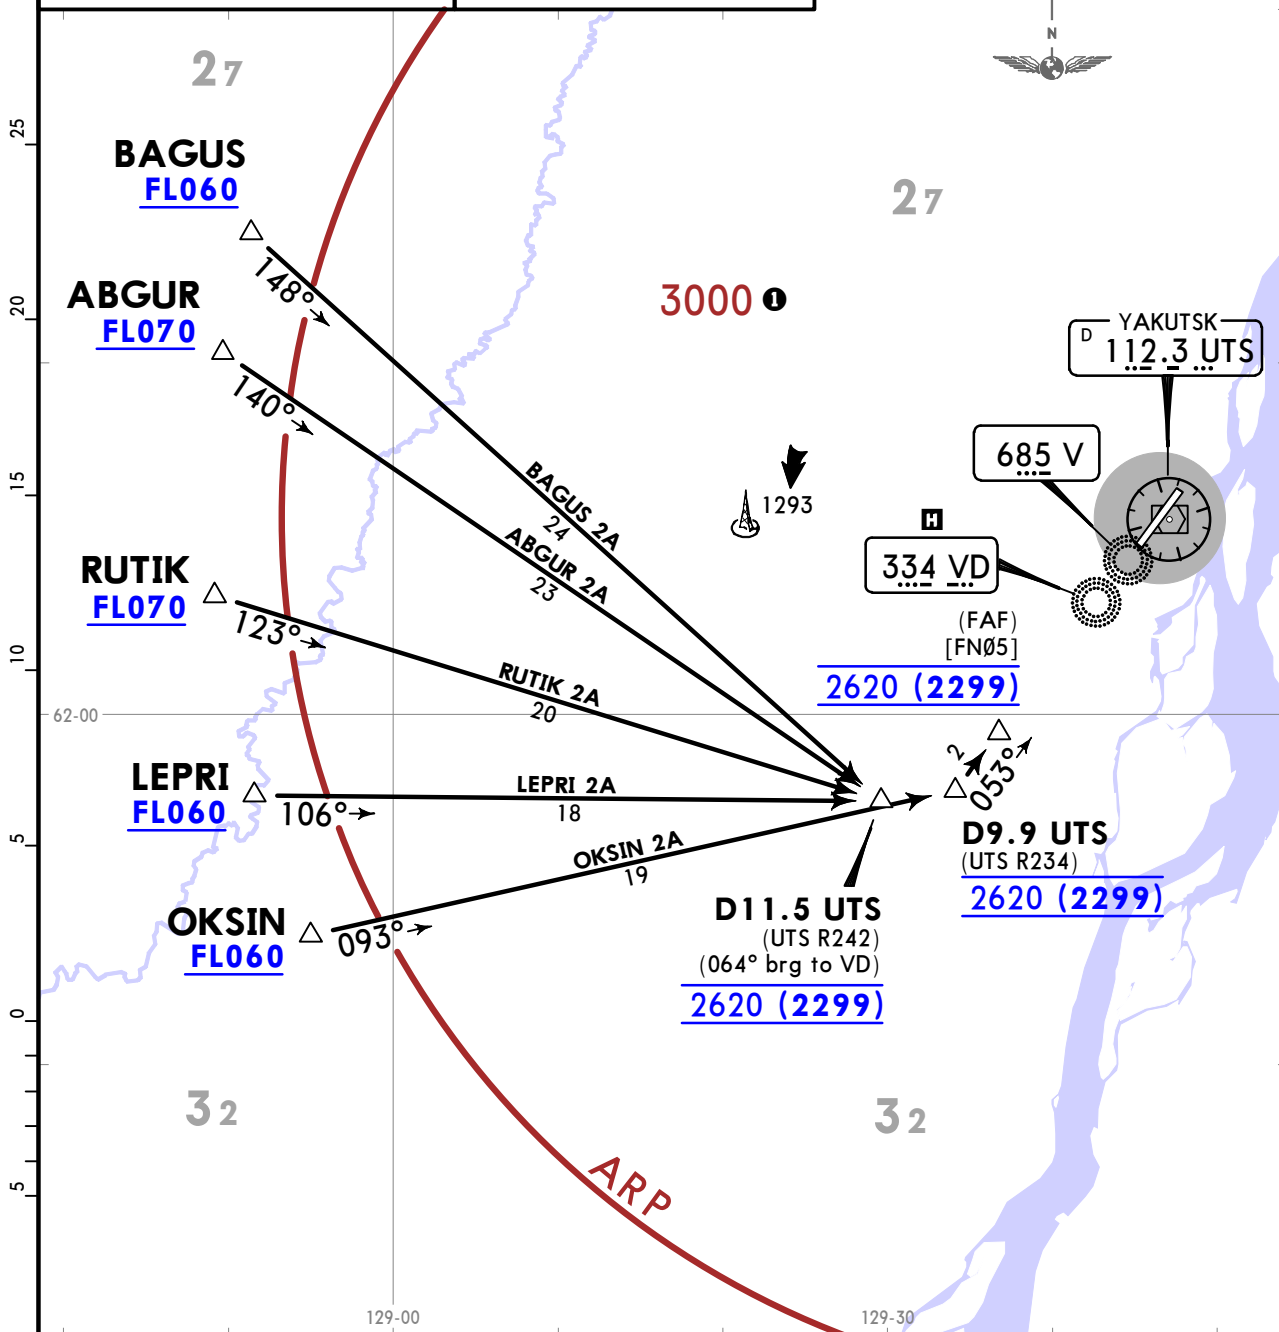 N
27
27
25
BAGUS
FL060
148°
20
ABGUR
FL070
140°
3000 1
YAKUTSK
D 112.3 UTS
685 V
1293
15
H
334 VD
BAGUS 2A
24
ABGUR 2A
23
RUTIK
FL070
123°
(FAF)
[FNØ5]
2620 (2299)
10
RUTIK 2A
20
62-00
2
053°
LEPRI
FL060
106°
LEPRI 2A
18
5
OKSIN 2A
19
D9.9 UTS
(UTS R234)
2620 (2299)
OKSIN
FL060
093°
D11.5 UTS
(UTS R242)
(064° brg to VD)
2620 (2299)
0
32
32
5
ARP
129-00
129-30